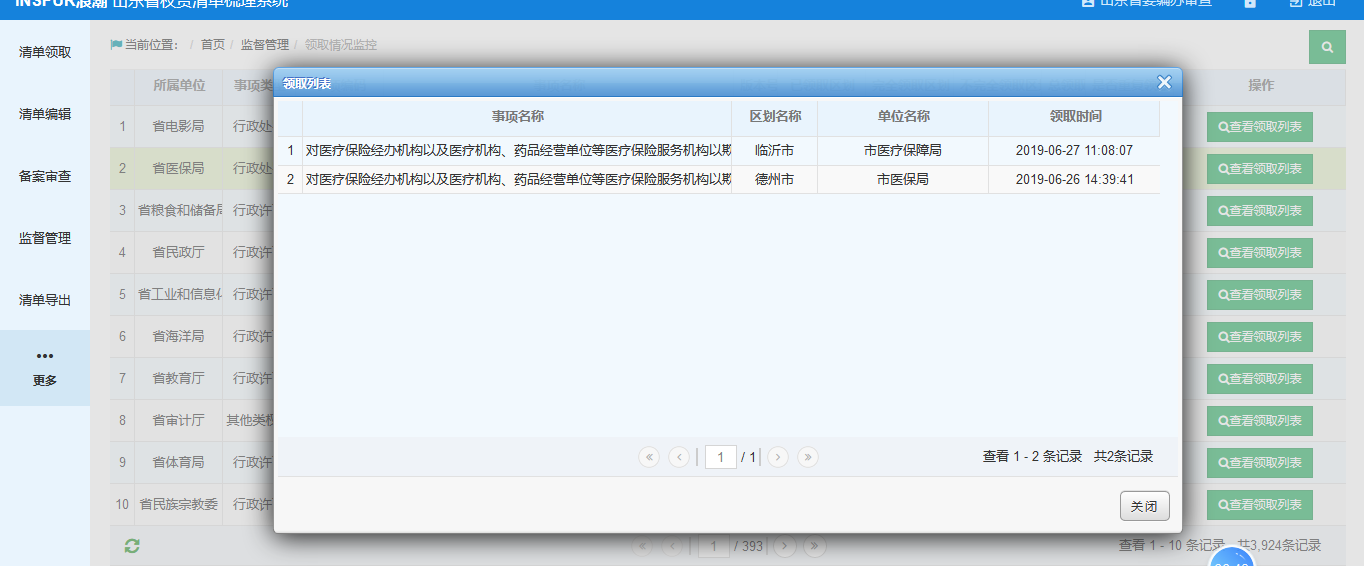 INSPUR浪潮 山东省权责清单梳理系统
山东省委编办审查
退出
清单领取
清单编辑
备案审查
监督管理
清单导出
更多
当前位置： / 首页 / 监督管理 / 领取情况监控
所属单位 事项类 操作
1 省电影局 行政处 查看领取列表
2 省医保局 行政处 查看领取列表
3 省粮食和储备局 行政许 查看领取列表
4 省民政厅 行政许 查看领取列表
5 省工业和信息化 行政许 查看领取列表
6 省海洋局 行政许 查看领取列表
7 省教育厅 行政许 查看领取列表
8 省审计厅 其他类权 查看领取列表
9 省体育局 行政许 查看领取列表
10 省民族宗教委 行政许 查看领取列表
1 / 393
查看 1 - 10 条记录 共3,924条记录
领取列表
事项名称 区划名称 单位名称 领取时间
1 对医疗保险经办机构以及医疗机构、药品经营单位等医疗保险服务机构以欺 临沂市 市医疗保障局 2019-06-27 11:08:07
2 对医疗保险经办机构以及医疗机构、药品经营单位等医疗保险服务机构以欺 德州市 市医保局 2019-06-26 14:39:41
1 / 1
查看 1 - 2 条记录 共2条记录
关闭